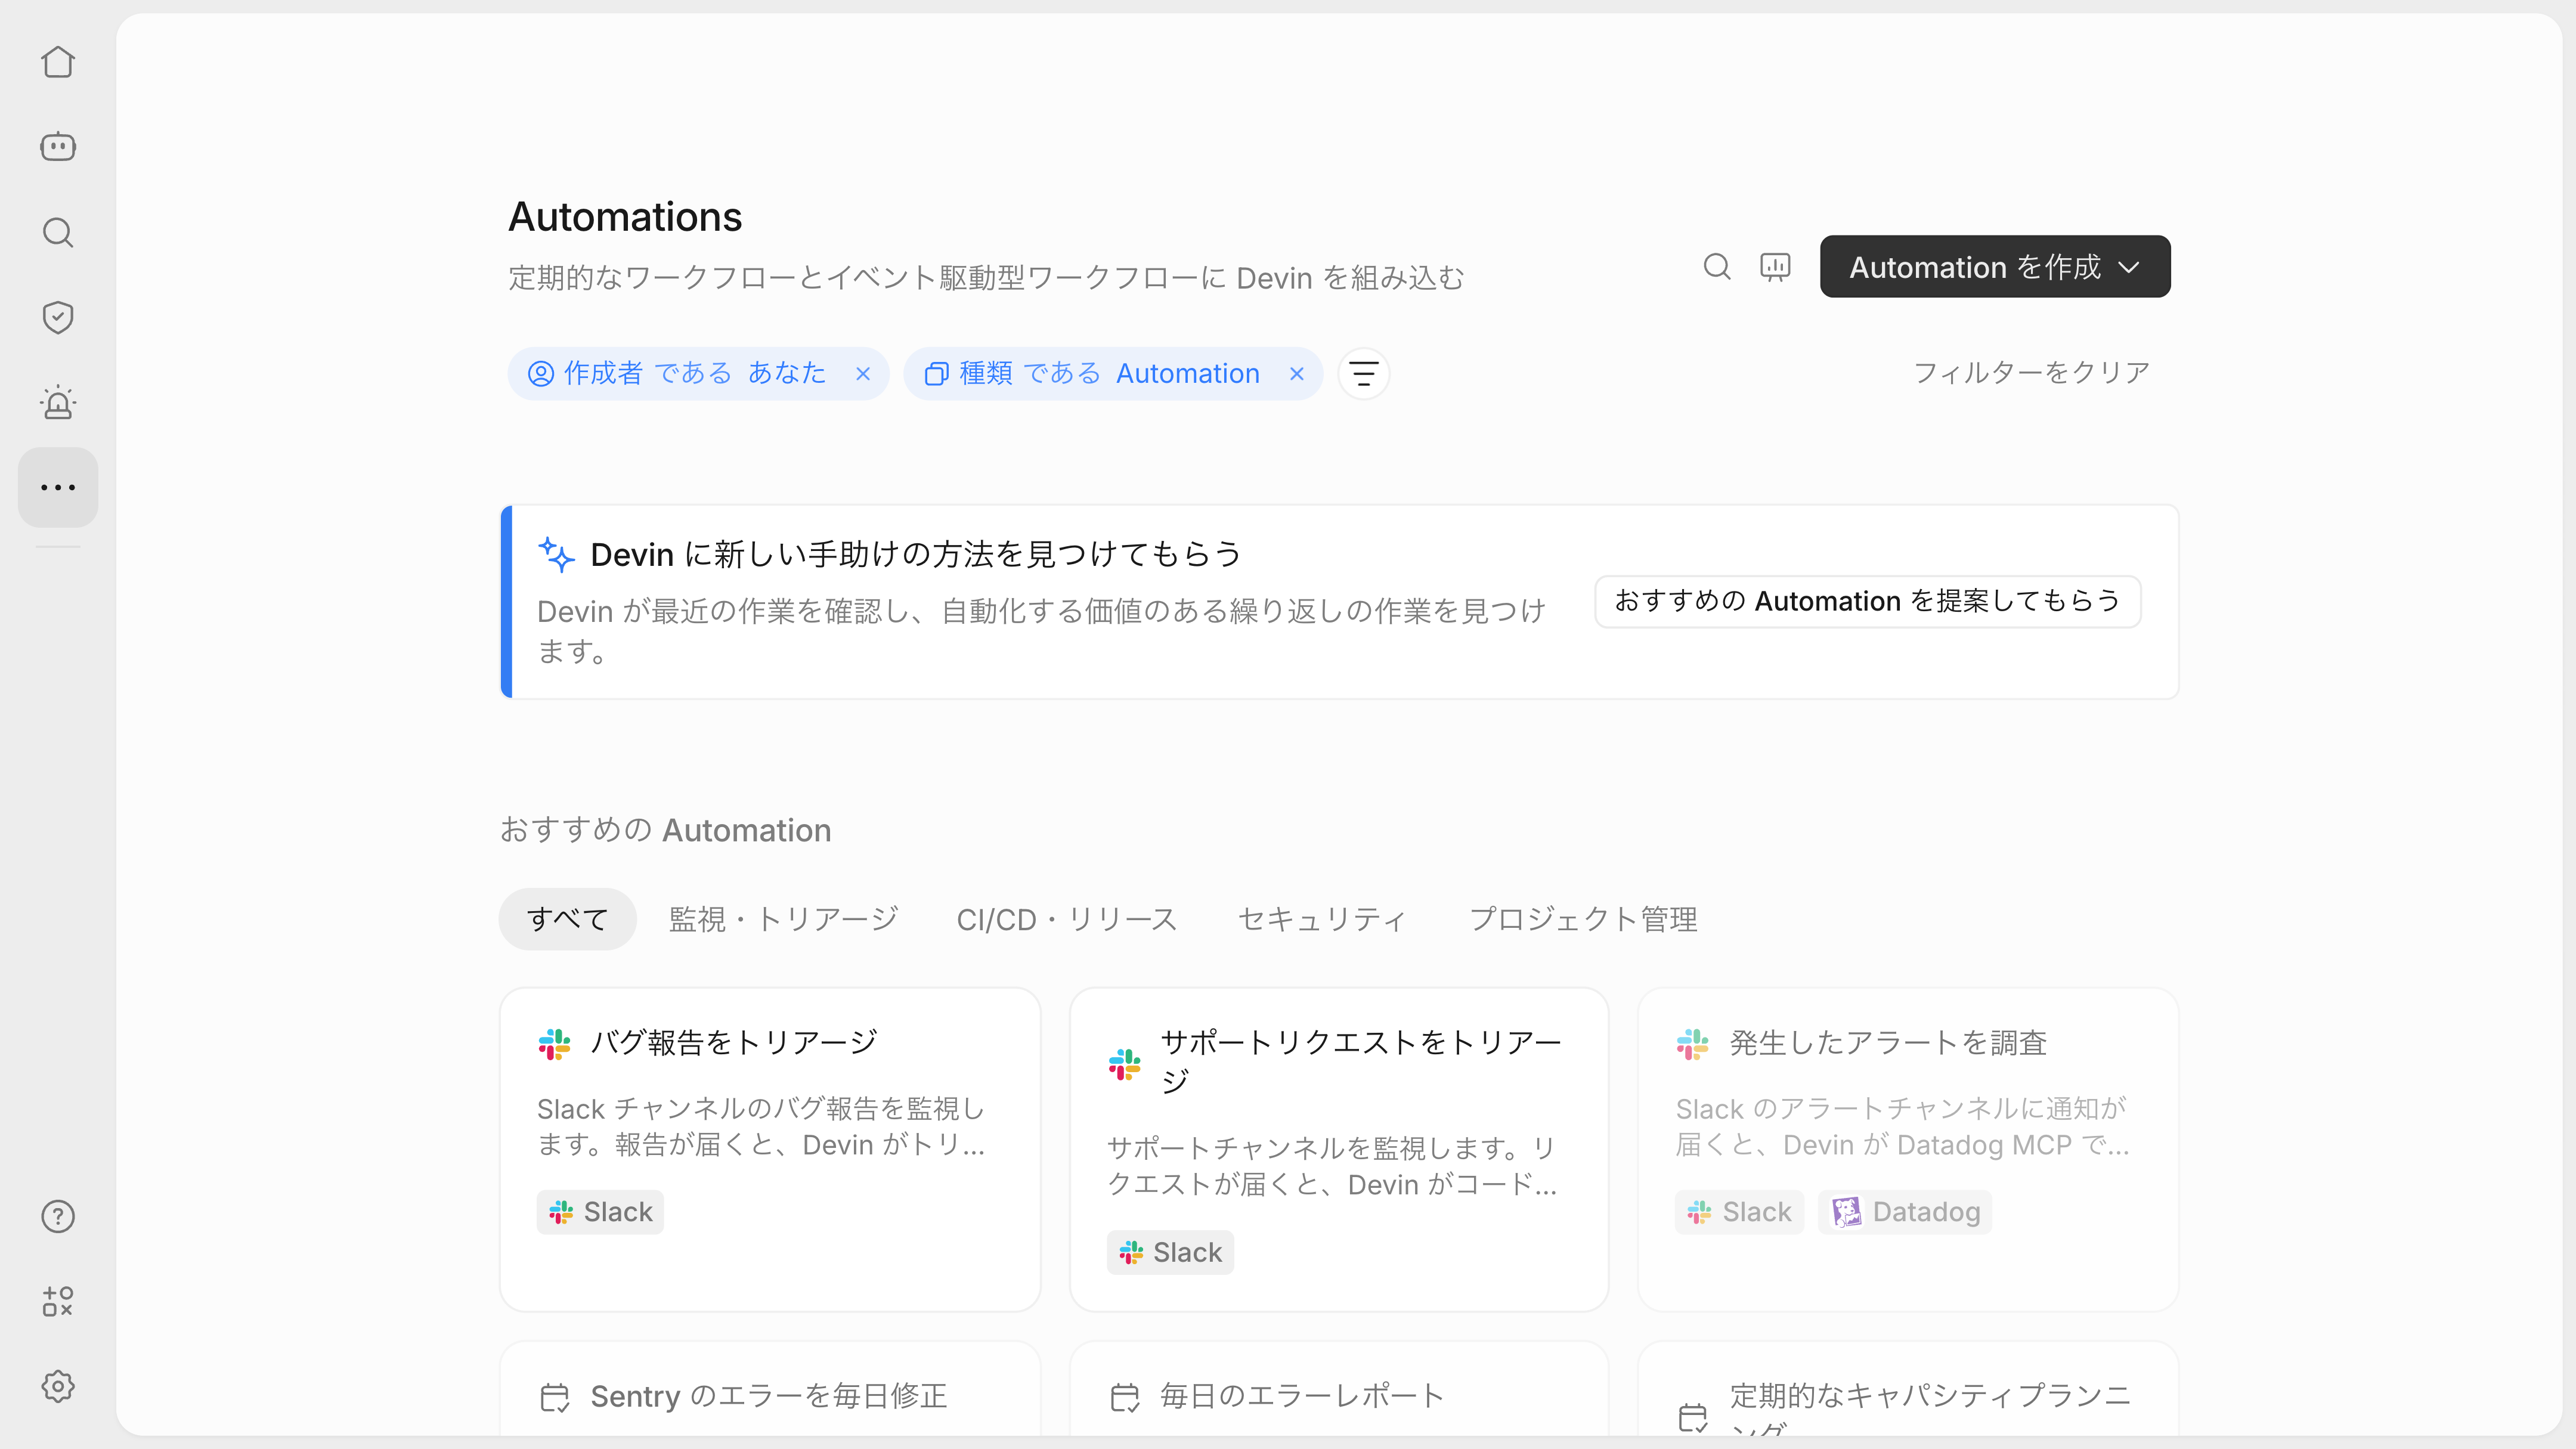 Automations
定期的なワークフローとイベント駆動型ワークフローに Devin を組み込む
Automation を作成
作成者 である あなた
種類 である Automation
フィルターをクリア
Devin に新しい手助けの方法を見つけてもらう
Devin が最近の作業を確認し、自動化する価値のある繰り返しの作業を見つけ
ます。
おすすめの Automation を提案してもらう
おすすめの Automation
すべて
監視・トリアージ
CI/CD・リリース
セキュリティ
プロジェクト管理
バグ報告をトリアージ
Slack チャンネルのバグ報告を監視し
ます。報告が届くと、Devin がトリ...
Slack
サポートリクエストをトリアー
ジ
サポートチャンネルを監視します。リ
クエストが届くと、Devin がコード...
Slack
発生したアラートを調査
Slack のアラートチャンネルに通知が
届くと、Devin が Datadog MCP で...
Slack
Datadog
Sentry のエラーを毎日修正
毎日のエラーレポート
定期的なキャパシティプランニ
ング